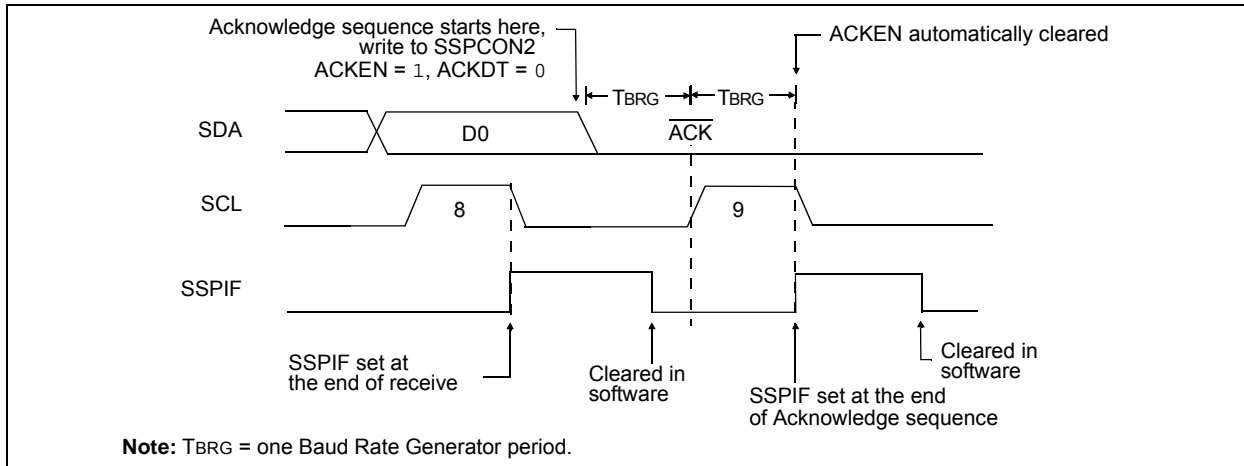 Acknowledge sequence starts here,
write to SSPCON2
ACKEN = 1, ACKDT = 0
ACKEN automatically cleared
TBRG
TBRG
SDA
D0
ACK
SCL
8
9
SSPIF
SSPIF set at
the end of receive
Cleared in
software
SSPIF set at the end
of Acknowledge sequence
Cleared in
software
Note: TBRG = one Baud Rate Generator period.